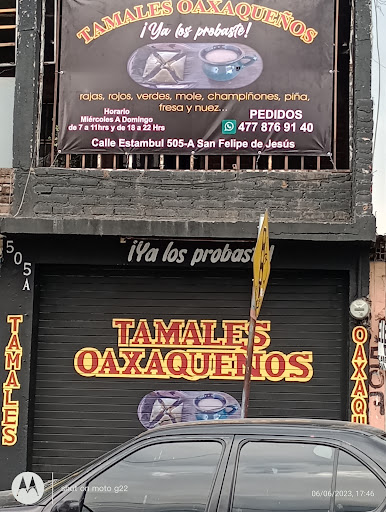 TAMALES OAXAQUEÑOS
¡Ya los probaste!
rajas, rojos, verdes, mole, champiñones, piña,
fresa y nuez...
Horario
Miércoles A Domingo
de 7 a 11hrs y de 18 a 22 Hrs
PEDIDOS
477 876 91 40
Calle Estambul 505-A San Felipe de Jesús
505A
¡Ya los probaste!
TAMALES
OAXAQUEÑOS
TAMALES
OAXAQU
shot on moto g22
06/06/2023, 17:46